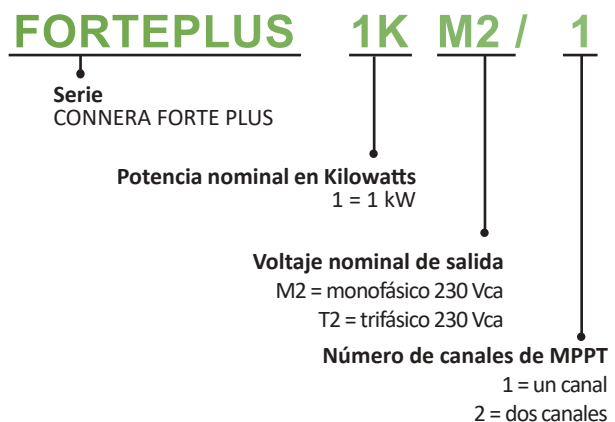 FORTEPLUS 1K M2 / 1
Serie
CONNERA FORTE PLUS
Potencia nominal en Kilowatts
1 = 1 kW
Voltaje nominal de salida
M2 = monofásico 230 Vca
T2 = trifásico 230 Vca
Número de canales de MPPT
1 = un canal
2 = dos canales